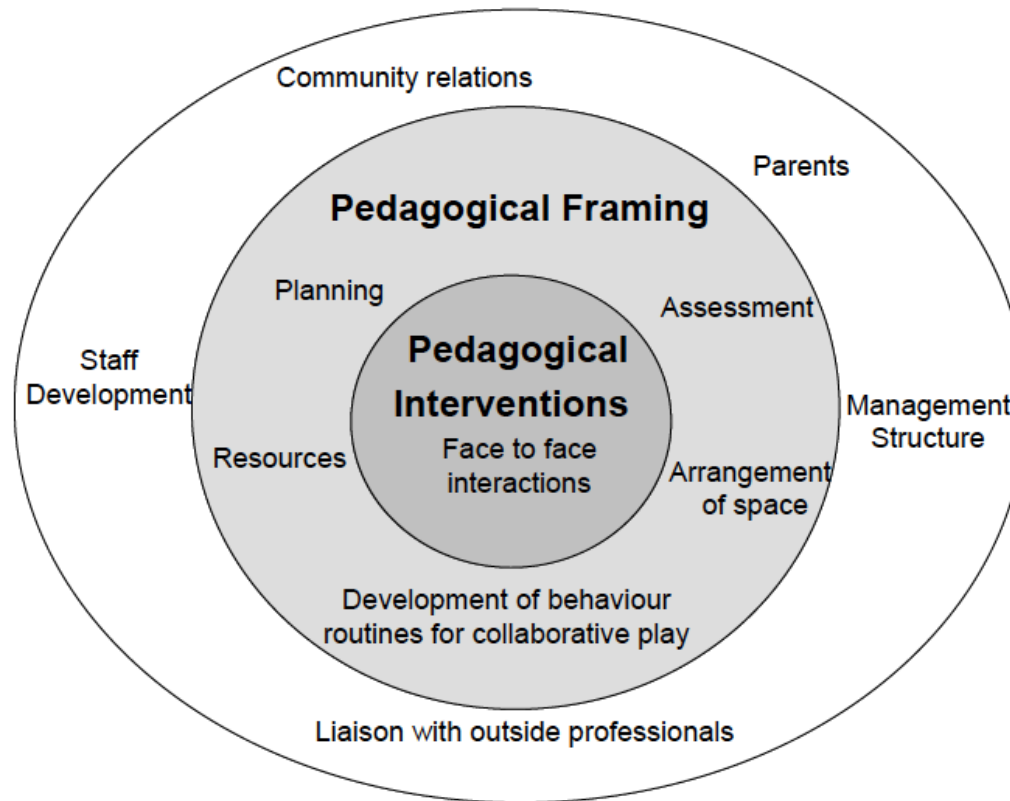 Community relations
Parents
Pedagogical Framing
Planning
Assessment
Pedagogical
Interventions
Face to face
interactions
Staff
Development
Management
Structure
Resources
Arrangement
of space
Development of behaviour
routines for collaborative play
Liaison with outside professionals